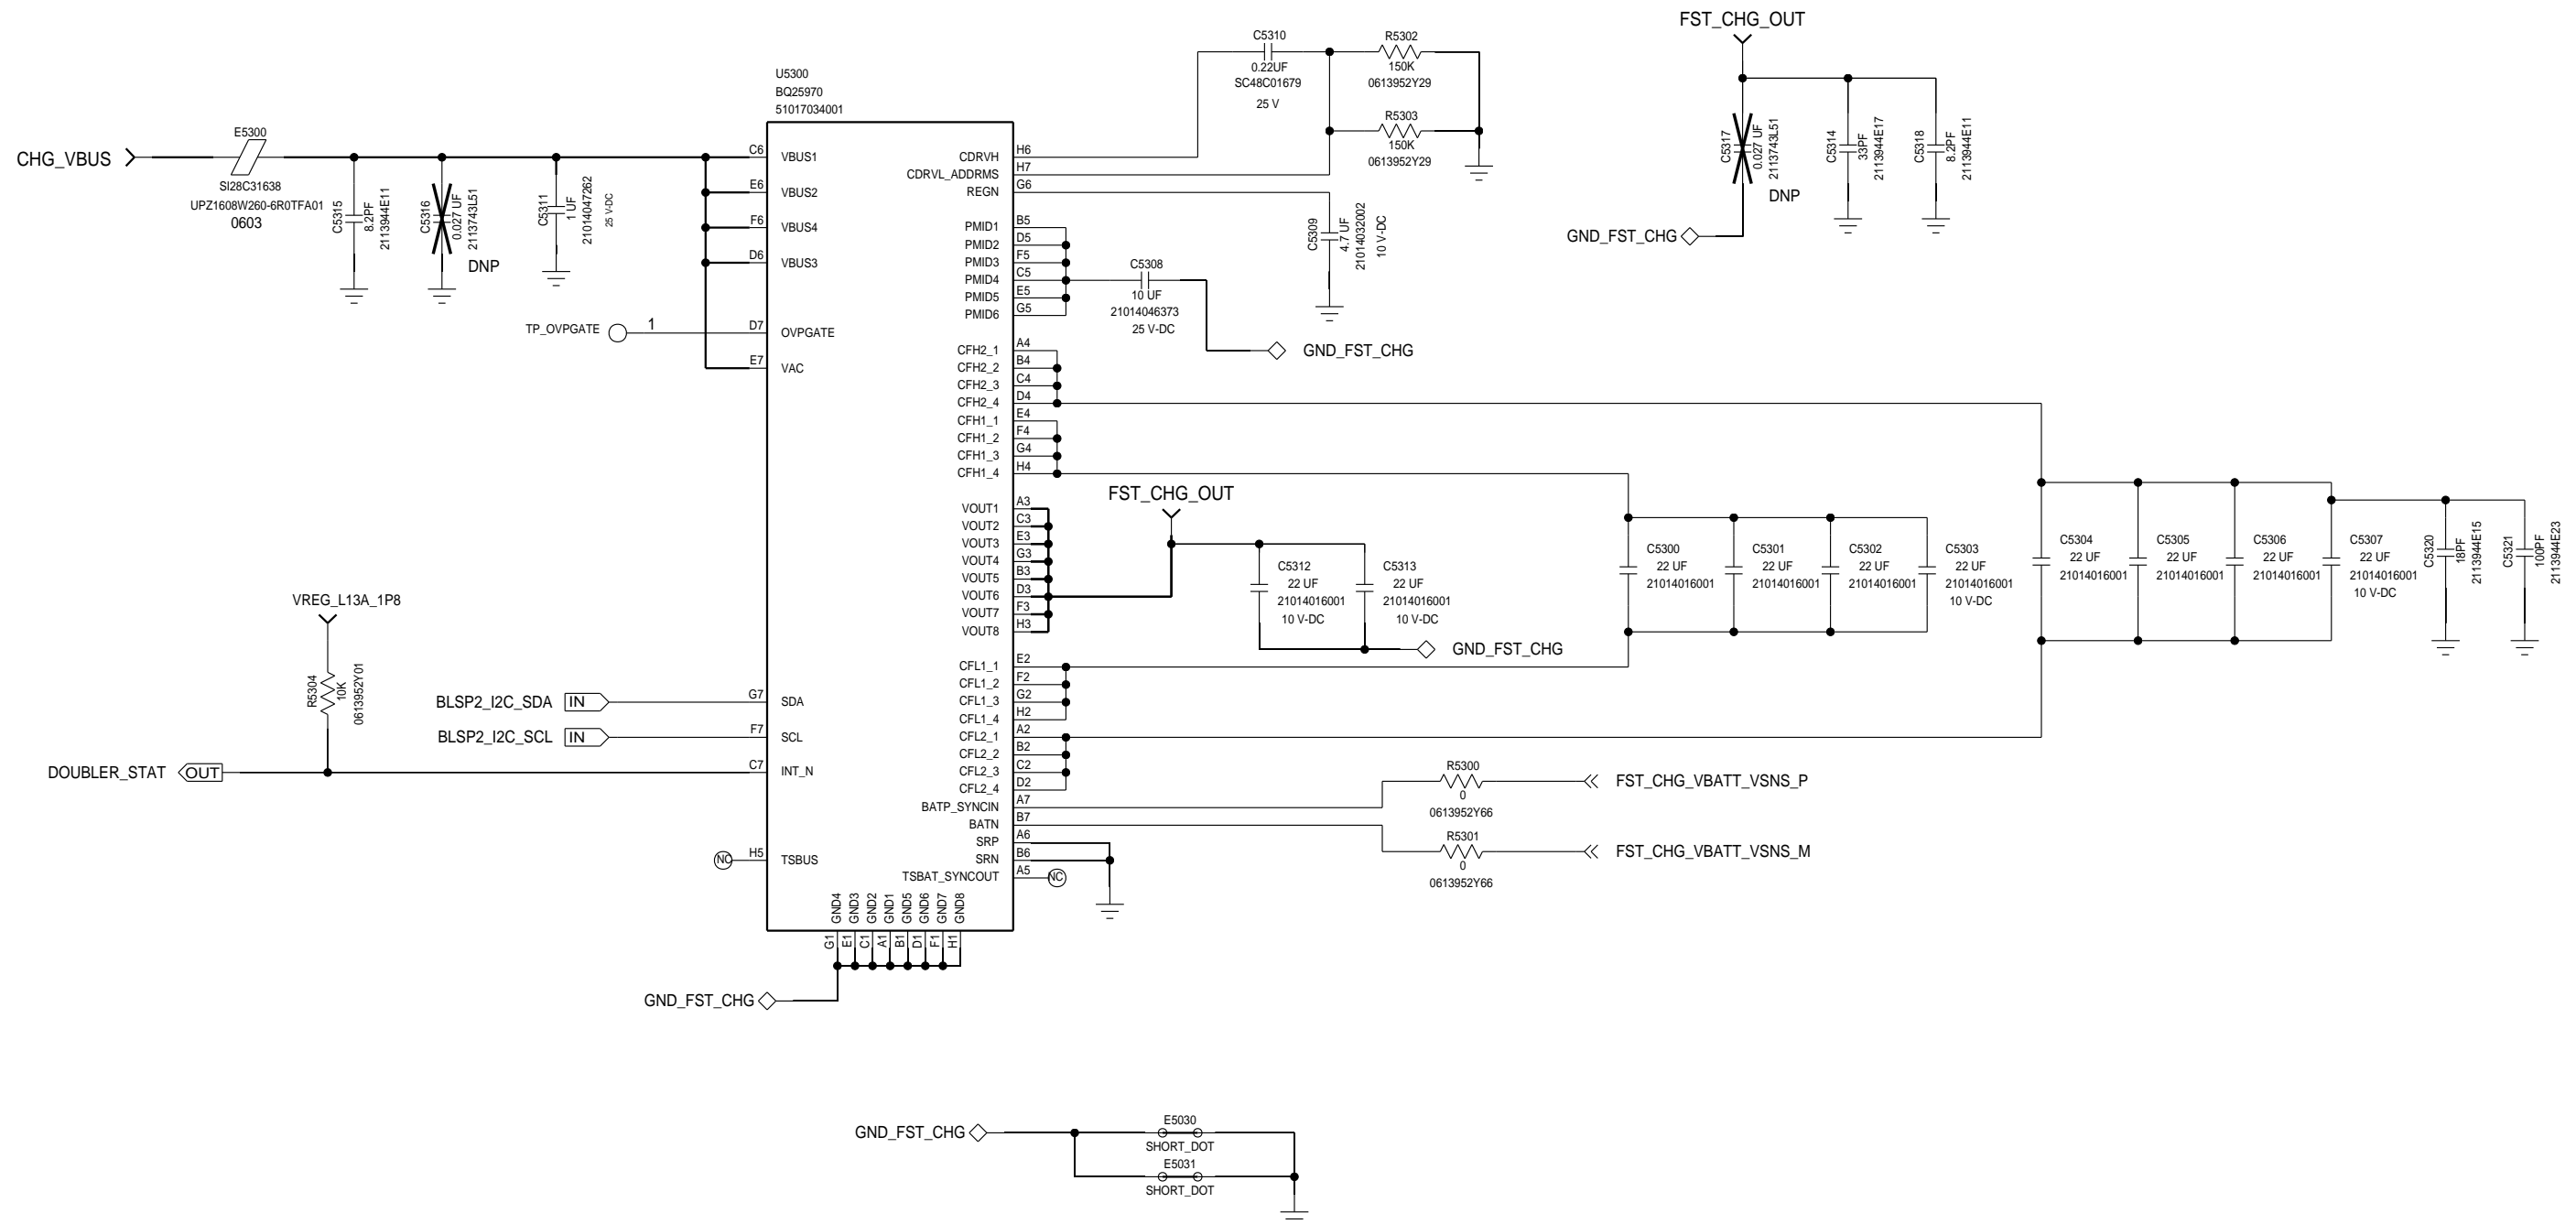 FST_CHG_OUT
C5310
0.22UF
SC48C01679
25 V
R5302
150K
0613952Y29
R5303
150K
0613952Y29
C5317
0.027 UF
2113743L51
DNP
C5314
33PF
2113944E17
C5318
8.2PF
2113944E11
GND_FST_CHG
U5300
BQ25970
51017034001
CHG_VBUS
E5300
SI28C31638
UPZ1608W260-6R0TFA01
0603
C5315
8.2PF
2113944E11
C5316
0.027 UF
2113743L51
DNP
C5311
1 UF
21014047262
25 V-DC
C6 VBUS1
E6 VBUS2
F6 VBUS4
D6 VBUS3
TP_OVPGATE 1 D7 OVPGATE
E7 VAC
CDRVH H6
CDRVL_ADDRMS H7
REGN G6
C5309
4.7 UF
21014032002
10 V-DC
PMID1 B5
PMID2 D5
PMID3 F5
PMID4 C5
PMID5 E5
PMID6 G5
C5308
10 UF
21014046373
25 V-DC
GND_FST_CHG
CFH2_1 A4
CFH2_2 B4
CFH2_3 C4
CFH2_4 D4
CFH1_1 E4
CFH1_2 F4
CFH1_3 G4
CFH1_4 H4
FST_CHG_OUT
VOUT1 A3
VOUT2 C3
VOUT3 E3
VOUT4 G3
VOUT5 B3
VOUT6 D3
VOUT7 F3
VOUT8 H3
C5312
22 UF
21014016001
10 V-DC
C5313
22 UF
21014016001
10 V-DC
GND_FST_CHG
C5300
22 UF
21014016001
C5301
22 UF
21014016001
C5302
22 UF
21014016001
C5303
22 UF
21014016001
10 V-DC
C5304
22 UF
21014016001
C5305
22 UF
21014016001
C5306
22 UF
21014016001
C5307
22 UF
21014016001
10 V-DC
C5320
18PF
2113944E15
C5321
100PF
2113944E23
VREG_L13A_1P8
R5304
10K
0613952Y01
BLSP2_I2C_SDA IN G7 SDA
BLSP2_I2C_SCL IN F7 SCL
DOUBLER_STAT OUT C7 INT_N
NC H5 TSBUS
CFL1_1 E2
CFL1_2 F2
CFL1_3 G2
CFL1_4 H2
CFL2_1 A2
CFL2_2 B2
CFL2_3 C2
CFL2_4 D2
BATP_SYNCIN A7
BATN B7
SRP A6
SRN B6
TSBAT_SYNCOUT A5 NC
R5300
0
0613952Y66
FST_CHG_VBATT_VSNS_P
R5301
0
0613952Y66
FST_CHG_VBATT_VSNS_M
GND4 GND3 GND2 GND1 GND5 GND6 GND7 GND8
G1 E1 C1 A1 B1 D1 F1 H1
GND_FST_CHG
GND_FST_CHG
E5030
SHORT_DOT
E5031
SHORT_DOT